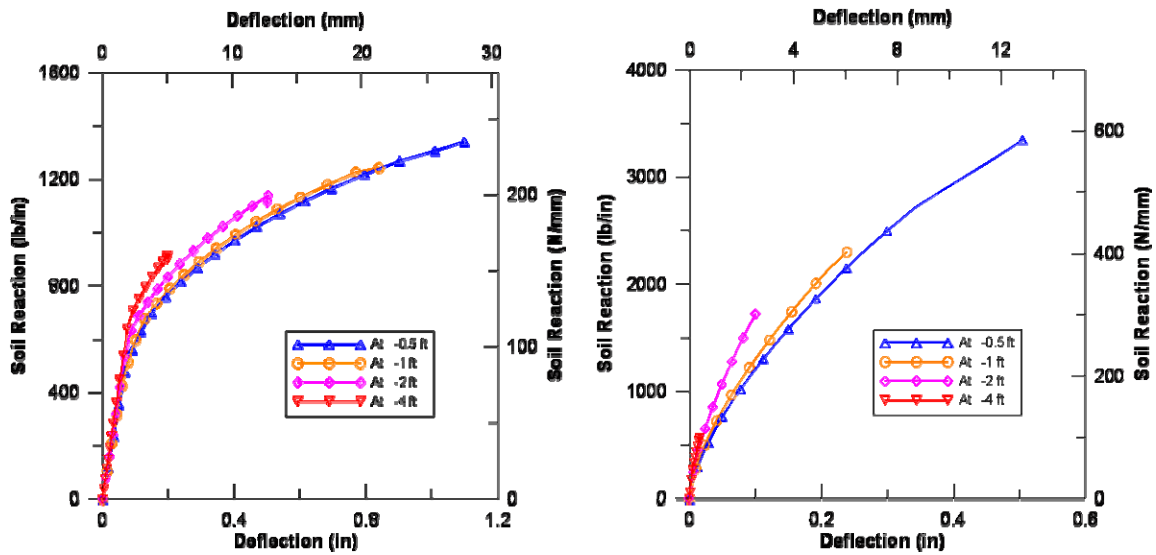 Deflection (mm)
0 10 20 30
1600
1200
800
400
0
Soil Reaction (lb/in)
200
100
0
Soil Reaction (N/mm)
At -0.5 ft
At -1 ft
At -2 ft
At -4 ft
0 0.4 0.8 1.2
Deflection (in)
Deflection (mm)
0 4 8 12
4000
3000
2000
1000
0
Soil Reaction (lb/in)
600
400
200
0
Soil Reaction (N/mm)
At -0.5 ft
At -1 ft
At -2 ft
At -4 ft
0 0.2 0.4 0.6
Deflection (in)